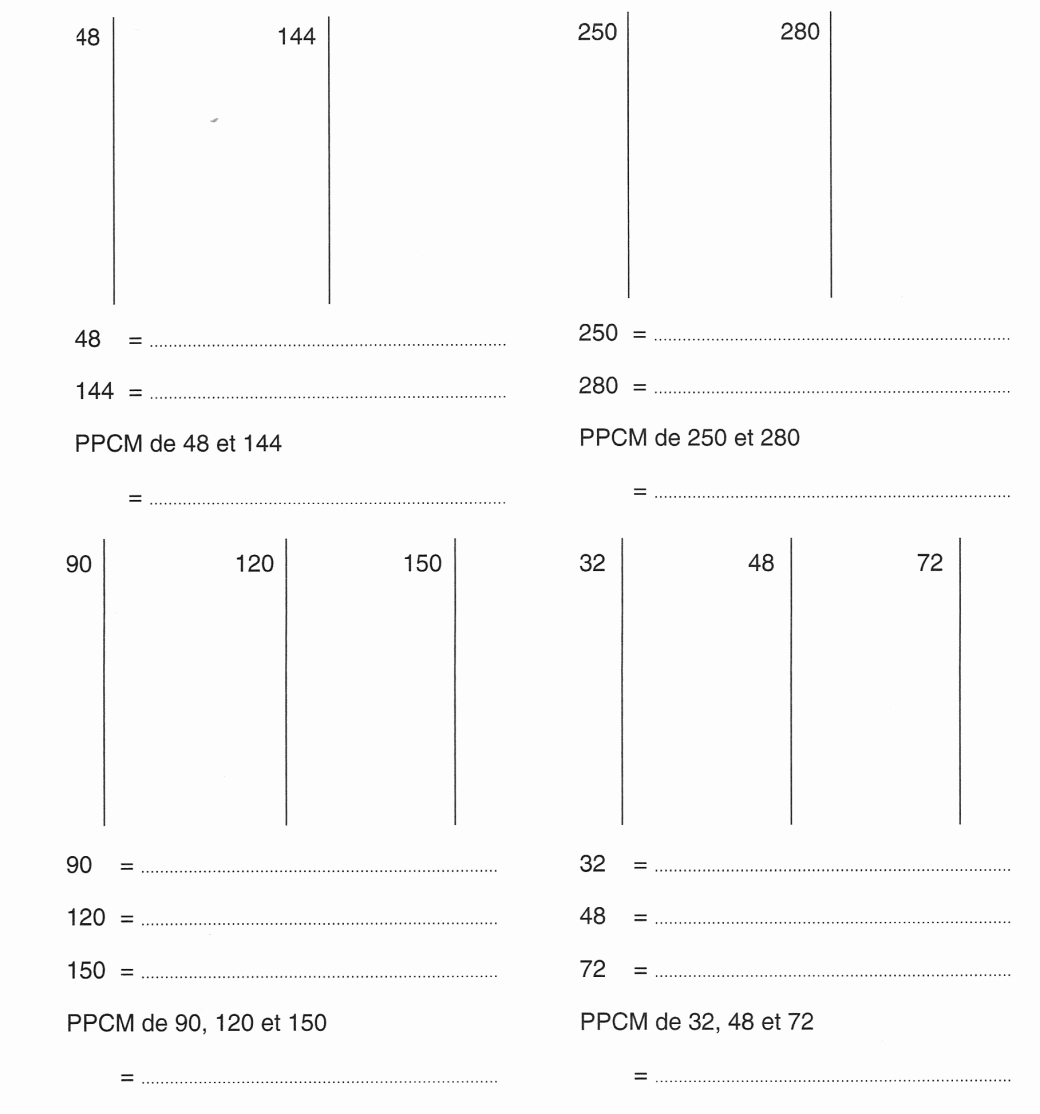 48 144
48 = ....................
144 = ....................
PPCM de 48 et 144
= ....................
250 280
250 = ....................
280 = ....................
PPCM de 250 et 280
= ....................
90 120 150
90 = ....................
120 = ....................
150 = ....................
PPCM de 90, 120 et 150
= ....................
32 48 72
32 = ....................
48 = ....................
72 = ....................
PPCM de 32, 48 et 72
= ....................